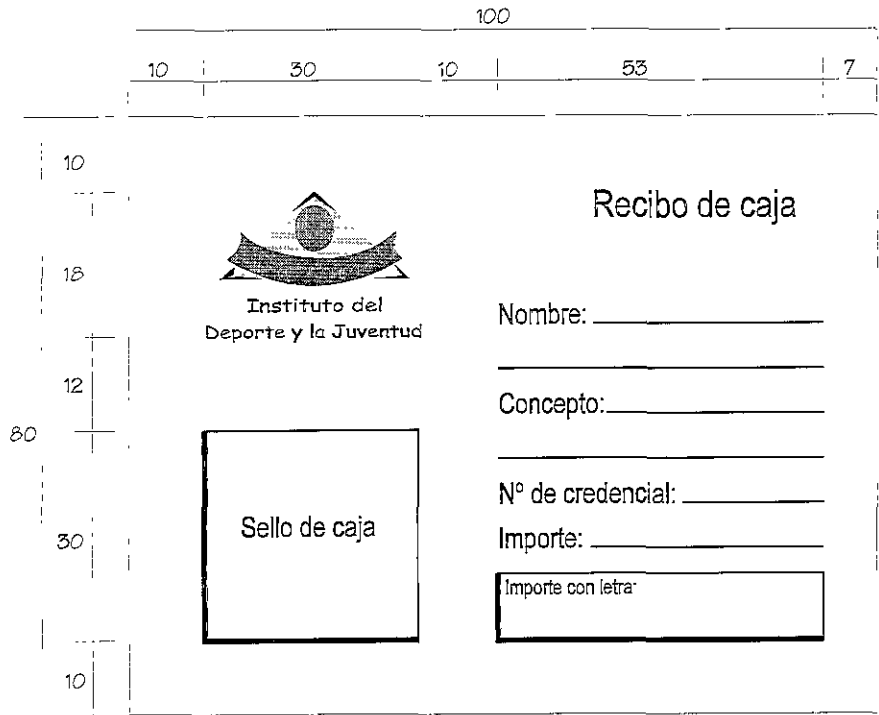 100
10 30 10 53 7
10
18
12
80
30
10
Instituto del
Deporte y la Juventud
Sello de caja
Recibo de caja
Nombre:
Concepto:
Nº de credencial:
Importe:
Importe con letra: